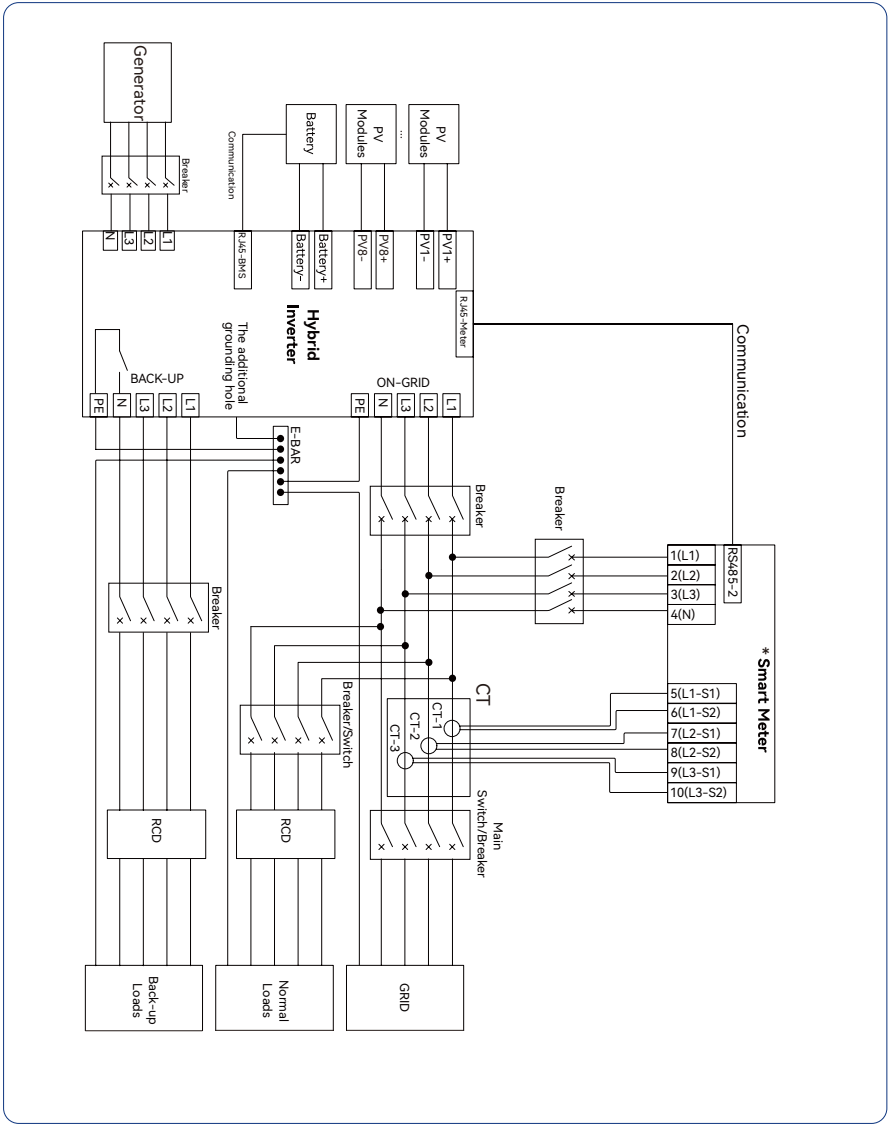 Generator
Breaker
Communication
Battery
PV
Modules
...
PV
Modules
N
L3
L2
L1
RJ45-BMS
Battery-
Battery+
PV8-
PV8+
PV1-
PV1+
RJ45-Meter
Hybrid
Inverter
The additional
grounding hole
BACK-UP
ON-GRID
PE
N
L3
L2
L1
PE
N
L3
L2
L1
E-BAR
Communication
Breaker
Breaker
RS485-2
1(L1)
2(L2)
3(L3)
4(N)
* Smart Meter
5(L1-S1)
6(L1-S2)
7(L2-S1)
8(L2-S2)
9(L3-S1)
10(L3-S2)
Breaker
Breaker/Switch
CT
CT-1
CT-2
CT-3
Main
Switch/Breaker
RCD
RCD
Back-up
Loads
Normal
Loads
GRID